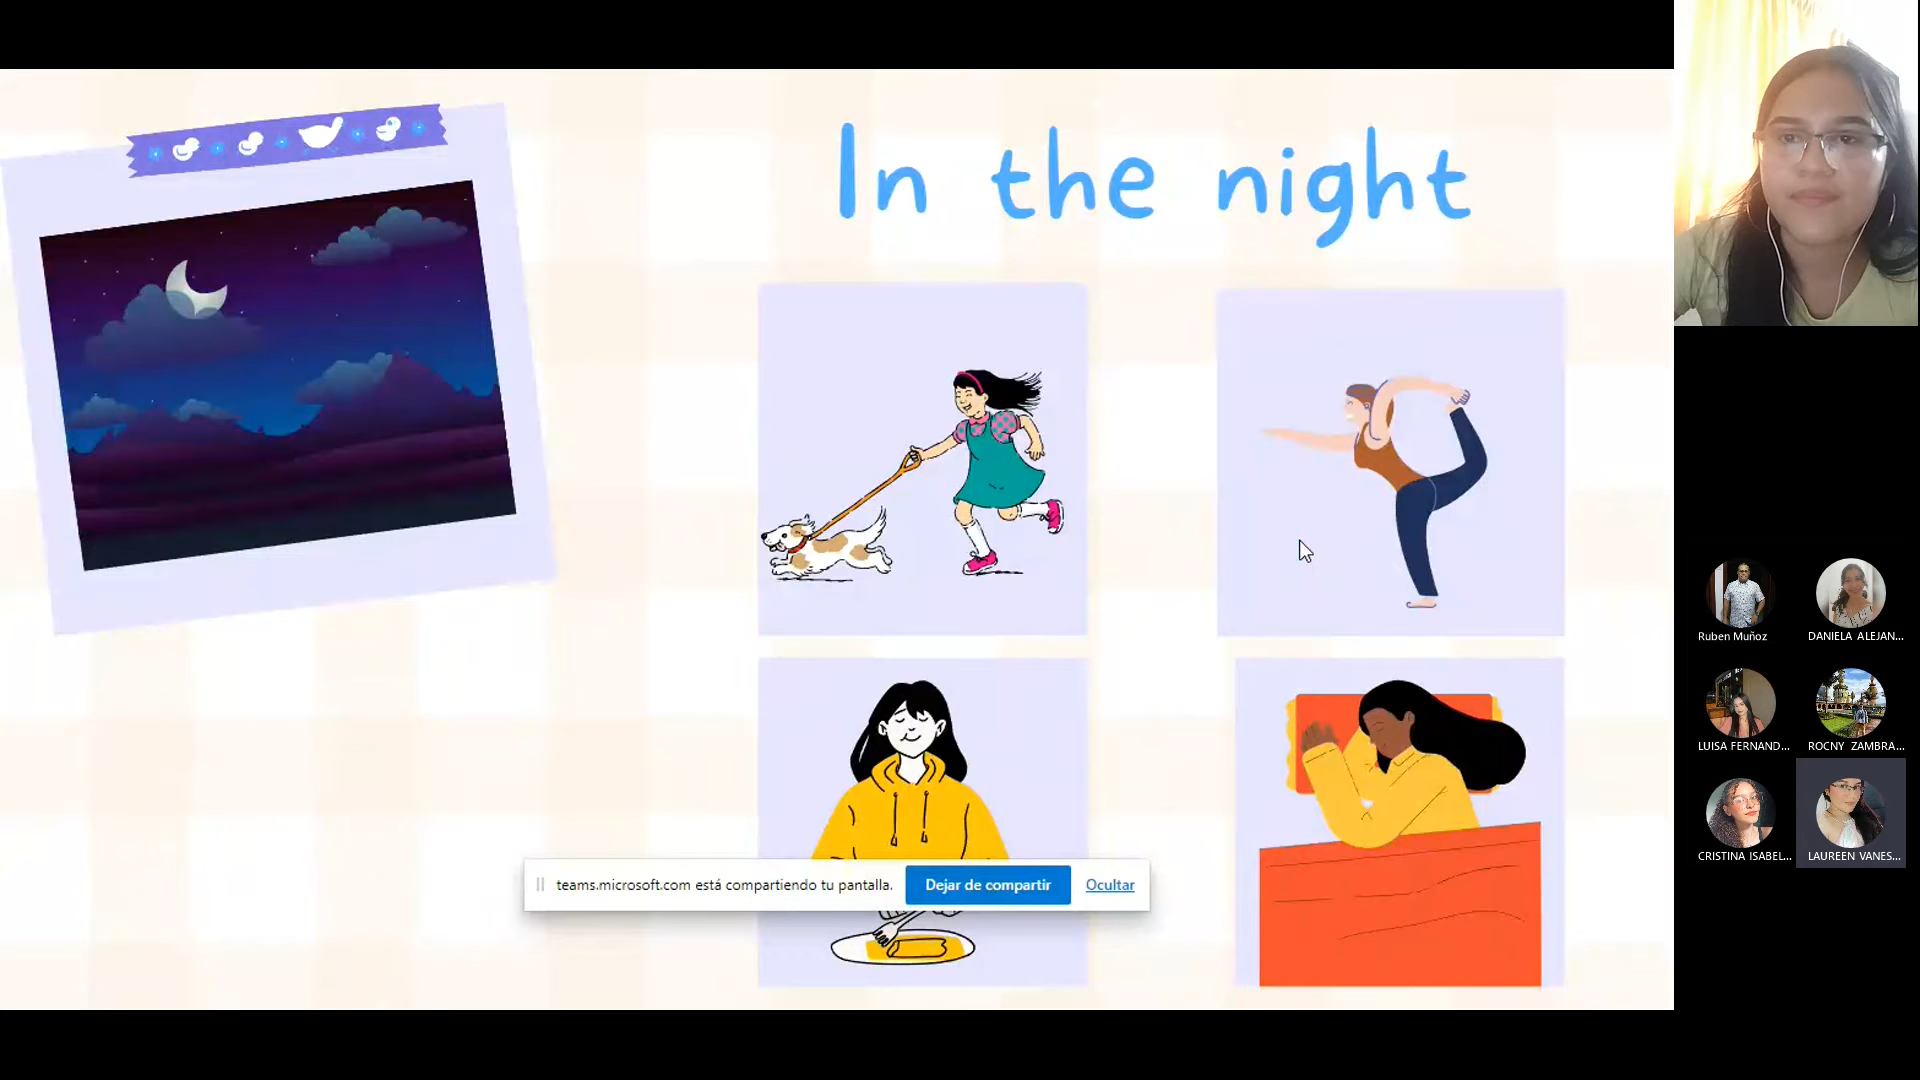 In the night
teams.microsoft.com está compartiendo tu pantalla.
Dejar de compartir
Ocultar
Ruben Muñoz
DANIELA ALEJAN...
LUISA FERNAND...
ROCNY ZAMBRA...
CRISTINA ISABEL...
LAUREEN VANES...